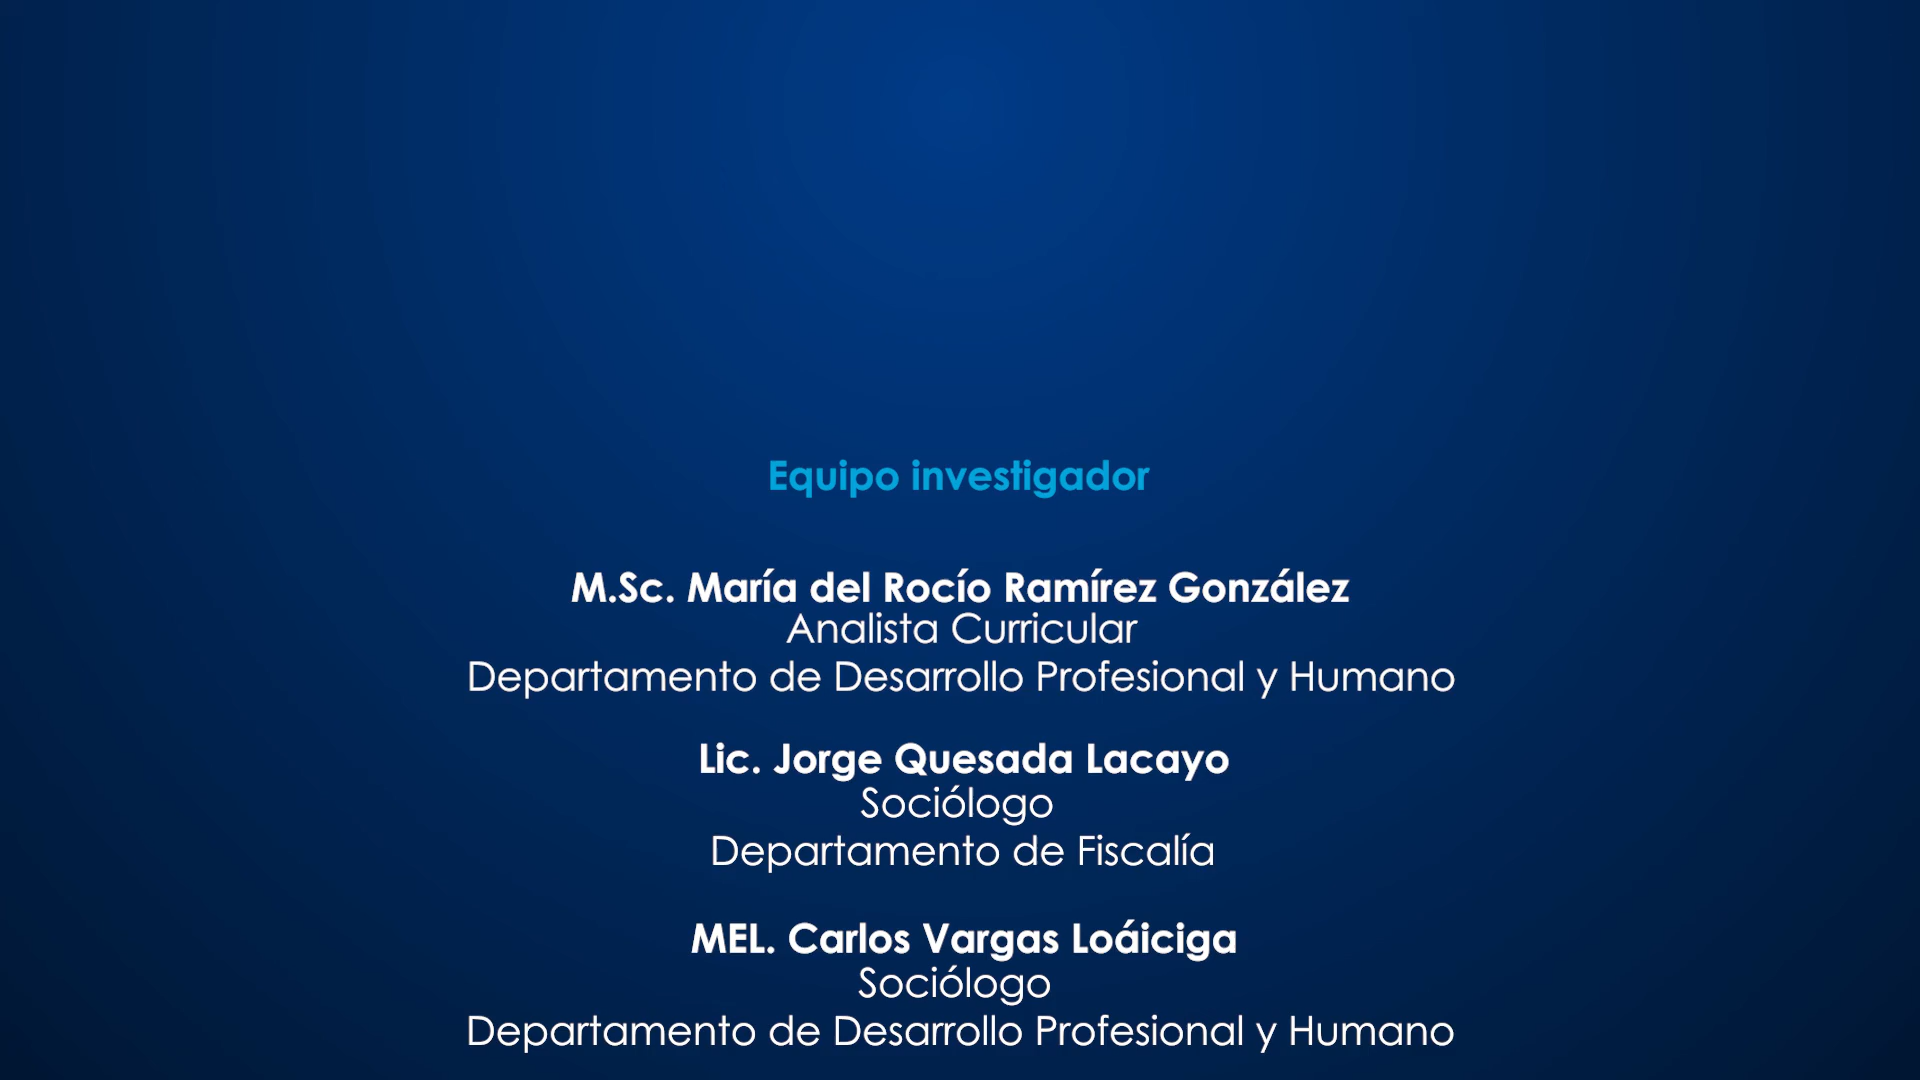 Equipo investigador
M.Sc. María del Rocío Ramírez González
Analista Curricular
Departamento de Desarrollo Profesional y Humano
Lic. Jorge Quesada Lacayo
Sociólogo
Departamento de Fiscalía
MEL. Carlos Vargas Loáiciga
Sociólogo
Departamento de Desarrollo Profesional y Humano